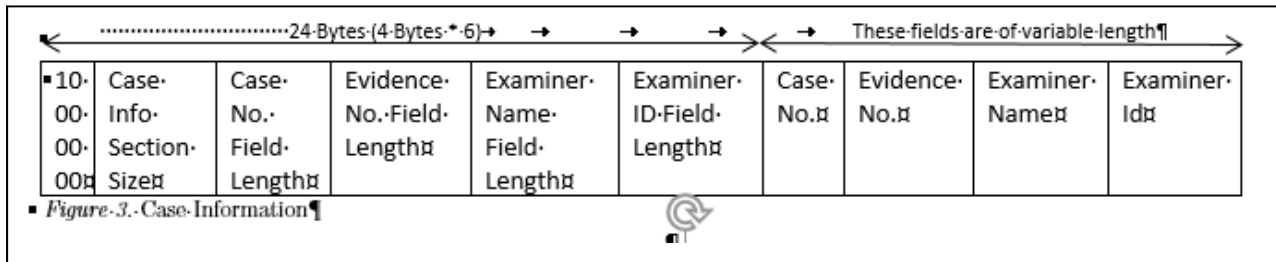 24 Bytes (4 Bytes * 6) These fields are of variable length¶
10 00 00 00¤ Case Info Section Size¤ Case No. Field Length¤ Evidence No. Field Length¤ Examiner Name Field Length¤ Examiner ID Field Length¤ Case No.¤ Evidence No.¤ Examiner Name¤ Examiner Id¤
Figure 3. Case Information¶
¶